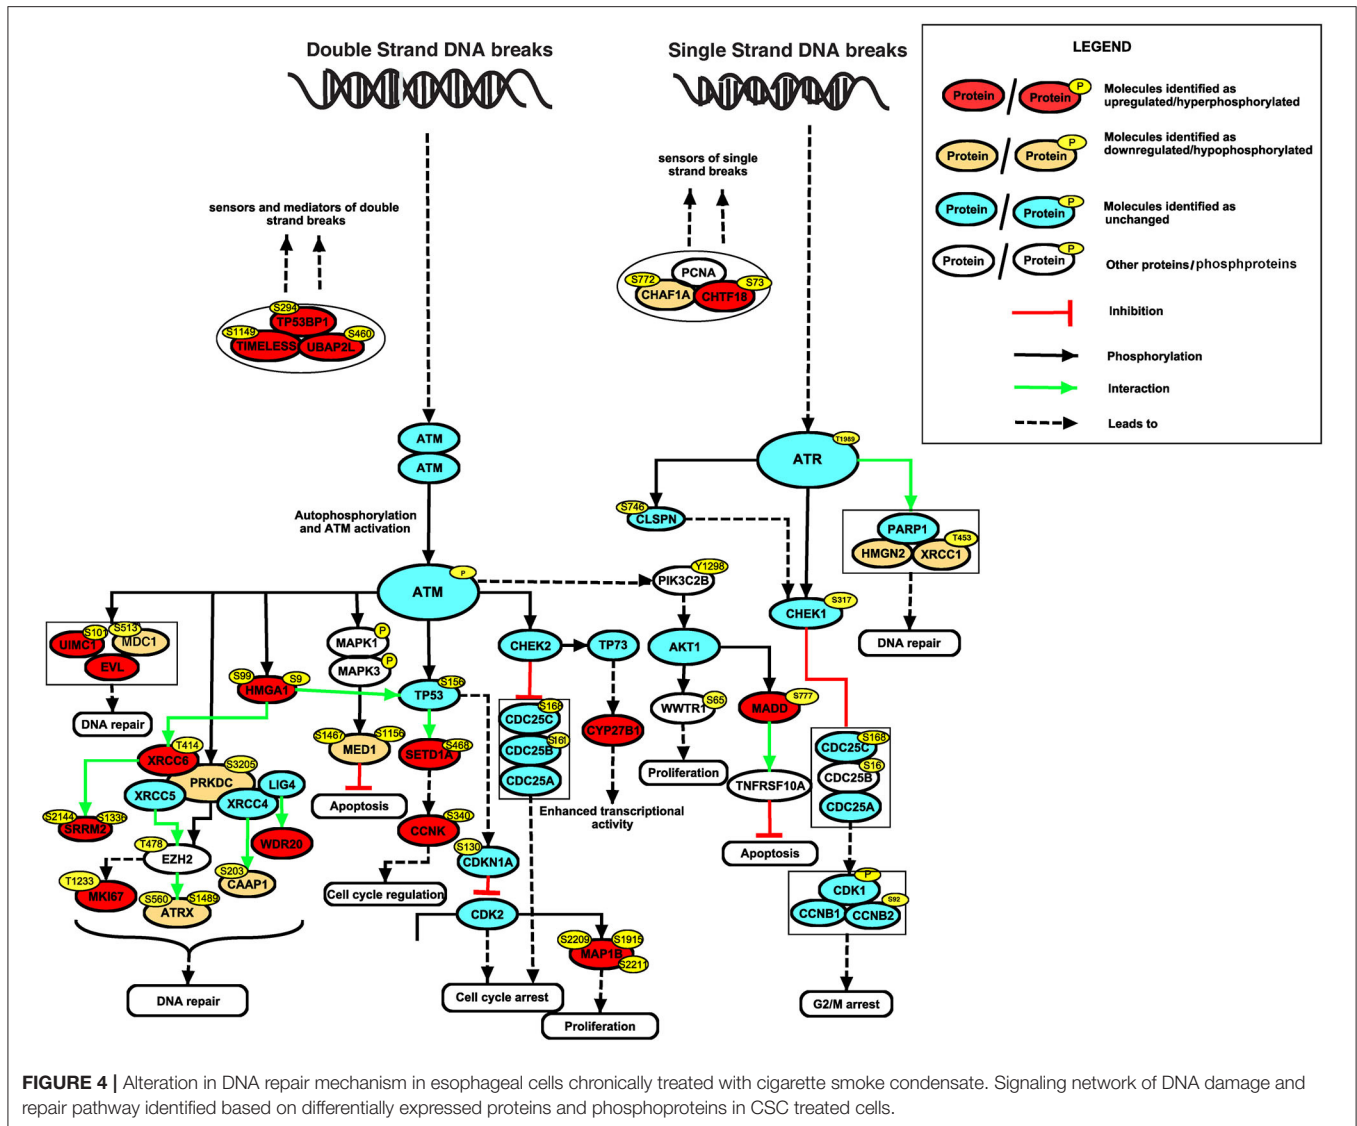 Double Strand DNA breaks
Single Strand DNA breaks
LEGEND
Protein
/
Protein
P
Molecules identified as
upregulated/hyperphosphorylated
Protein
/
Protein
P
Molecules identified as
downregulated/hypophosphorylated
Protein
/
Protein
P
Molecules identified as
unchanged
Protein
/
Protein
P
Other proteins/phosphproteins
Inhibition
Phosphorylation
Interaction
Leads to
sensors and mediators of double
strand breaks
S294
TP53BP1
S1149
S460
TIMELESS
UBAP2L
sensors of single
strand breaks
PCNA
S772
S73
CHAF1A
CHTF18
ATM
ATM
Autophosphorylation
and ATM activation
P
ATM
T1989
ATR
S746
CLSPN
PARP1
T453
HMGN2
XRCC1
DNA repair
Y1298
PIK3C2B
S317
CHEK1
S101
S513
UIMC1
MDC1
EVL
DNA repair
S99
S9
HMGA1
MAPK1
P
MAPK3
P
S1467
S1156
MED1
Apoptosis
S156
TP53
S468
SETD1A
S340
CCNK
Cell cycle regulation
S130
CDKN1A
CDK2
CHEK2
TP73
S168
CDC25C
S161
CDC25B
CDC25A
CYP27B1
Enhanced transcriptional
activity
AKT1
S65
WWTR1
Proliferation
S777
MADD
TNFRSF10A
Apoptosis
S168
CDC25C
S16
CDC25B
CDC25A
P
CDK1
S92
CCNB1
CCNB2
G2/M arrest
T414
XRCC6
S3205
PRKDC
LIG4
XRCC5
XRCC4
S2144
S1336
SRRM2
WDR20
T478
EZH2
S203
CAAP1
T1233
MKI67
S560
S1489
ATRX
DNA repair
S2209
S1915
MAP1B
S2211
Cell cycle arrest
Proliferation
FIGURE 4 | Alteration in DNA repair mechanism in esophageal cells chronically treated with cigarette smoke condensate. Signaling network of DNA damage and
repair pathway identified based on differentially expressed proteins and phosphoproteins in CSC treated cells.